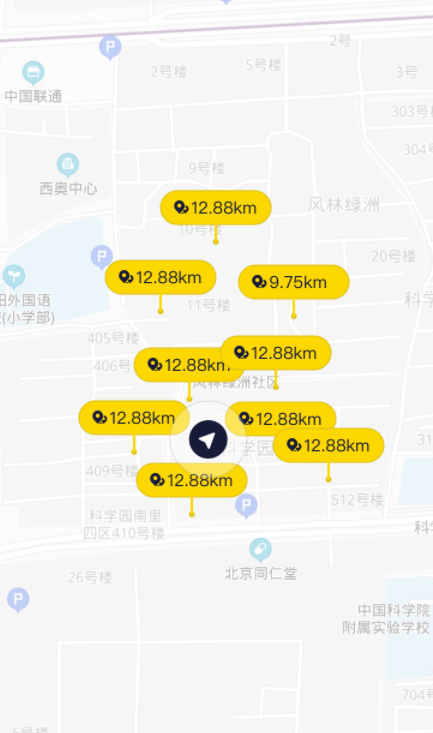 2号
2号楼
5号楼
3号
中国联通
303号
304号
9号楼
西奥中心
12.88km
风林绿洲
10号楼
20号楼
12.88km
9.75km
阳外国语
(小学部)
11号楼
科学
405号楼
12.88km
406号
12.88km
风林绿洲社区
12.88km
12.88km
科学园
12.88km
31
409号楼
12.88km
512号楼
科学园南里
四区410号楼
科
北京同仁堂
26号楼
中国科学院
附属实验学校
704号
6号楼